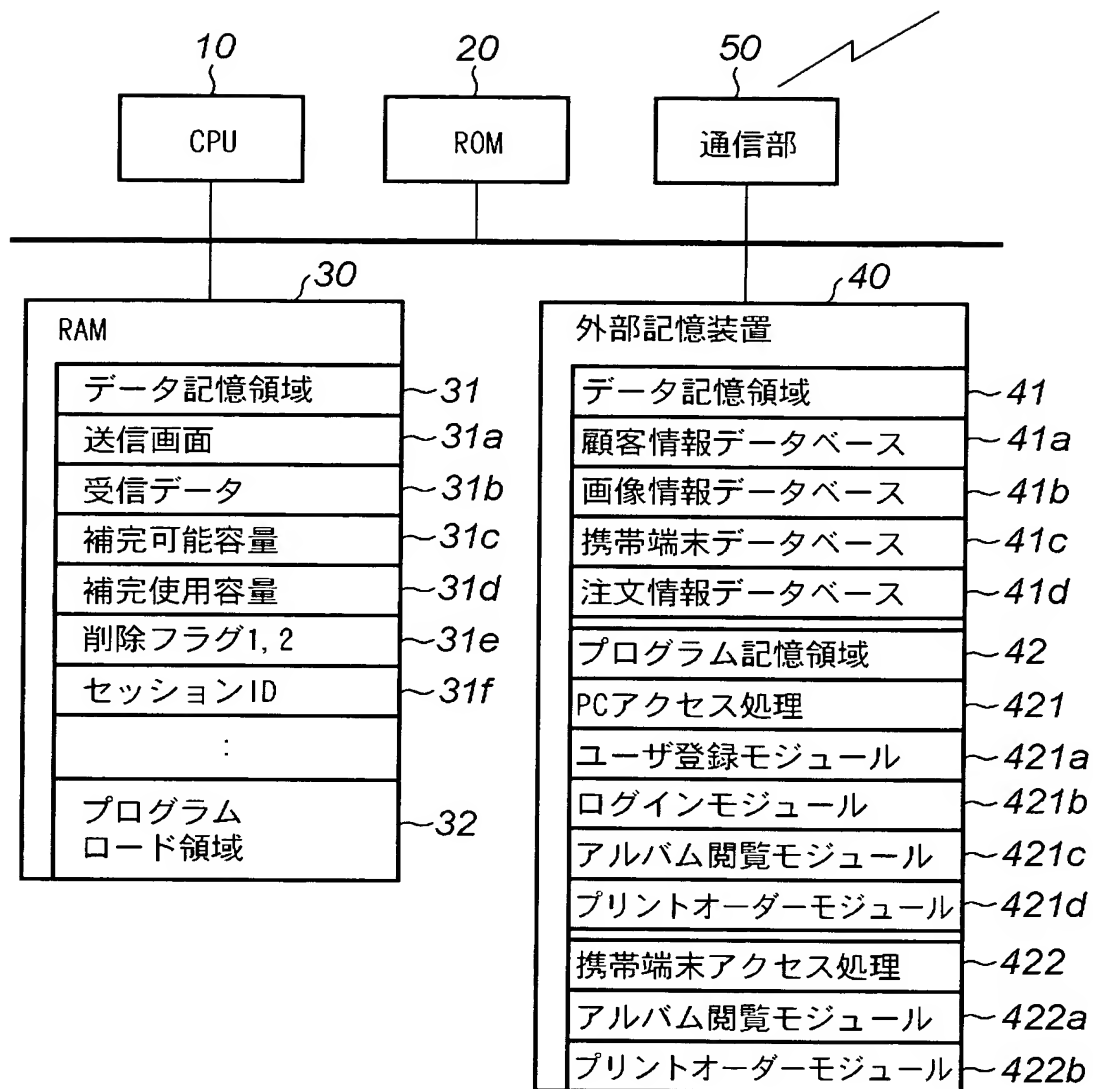 10
20
50
CPU
ROM
通信部
30
RAM
データ記憶領域
31
送信画面
31a
受信データ
31b
補完可能容量
31c
補完使用容量
31d
削除フラグ1, 2
31e
セッションID
31f
:
プログラム
ロード領域
32
40
外部記憶装置
データ記憶領域
41
顧客情報データベース
41a
画像情報データベース
41b
携帯端末データベース
41c
注文情報データベース
41d
プログラム記憶領域
42
PCアクセス処理
421
ユーザ登録モジュール
421a
ログインモジュール
421b
アルバム閲覧モジュール
421c
プリントオーダーモジュール
421d
携帯端末アクセス処理
422
アルバム閲覧モジュール
422a
プリントオーダーモジュール
422b